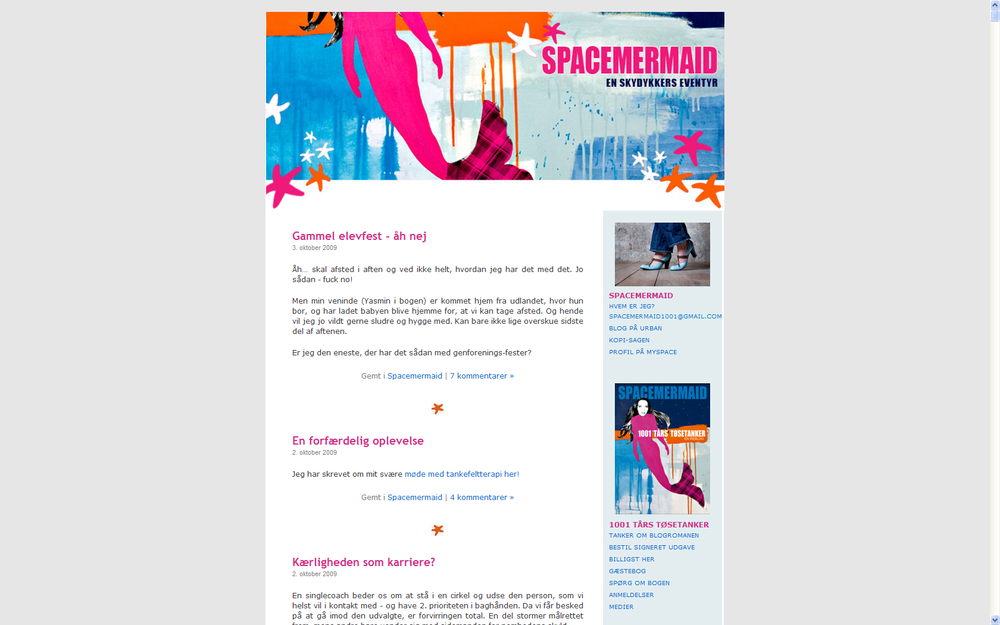 SPACEMERMAID
EN SKYDYKKERS EVENTYR
Gammel elevfest - åh nej
3. oktober 2009
Åh... skal afsted i aften og ved ikke helt, hvordan jeg har det med det. Jo
sådan - fuck no!
Men min veninde (Yasmin i bogen) er kommet hjem fra udlandet, hvor hun
bor, og har ladet babyen blive hjemme for, at vi kan tage afsted. Og hende
vil jeg jo vildt gerne sludre og hygge med. Kan bare ikke lige overskue sidste
del af aftenen.
Er jeg den eneste, der har det sådan med genforenings-fester?
Gemt i Spacemermaid | 7 kommentarer »
En forfærdelig oplevelse
2. oktober 2009
Jeg har skrevet om mit svære møde med tankefeltterapi her!
Gemt i Spacemermaid | 4 kommentarer »
Kærligheden som karriere?
2. oktober 2009
En singlecoach beder os om at stå i en cirkel og udse den person, som vi
helst vil i kontakt med - og have 2. prioriteten i baghånden. Da vi får besked
på at gå imod den udvalgte, er forvirringen total. En del stormer målrettet
SPACEMERMAID
HVEM ER JEG?
SPACEMERMAID1001@GMAIL.COM
BLOG PÅ URBAN
KOPI-SAGEN
PROFIL PÅ MYSPACE
SPACEMERMAID
1001 TÅRS TØSETANKER
EN WEBLOG
1001 TÅRS TØSETANKER
TANKER OM BLOGROMANEN
BESTIL SIGNERET UDGAVE
BILLIGST HER
GÆSTEBOG
SPØRG OM BOGEN
ANMELDELSER
MEDIER